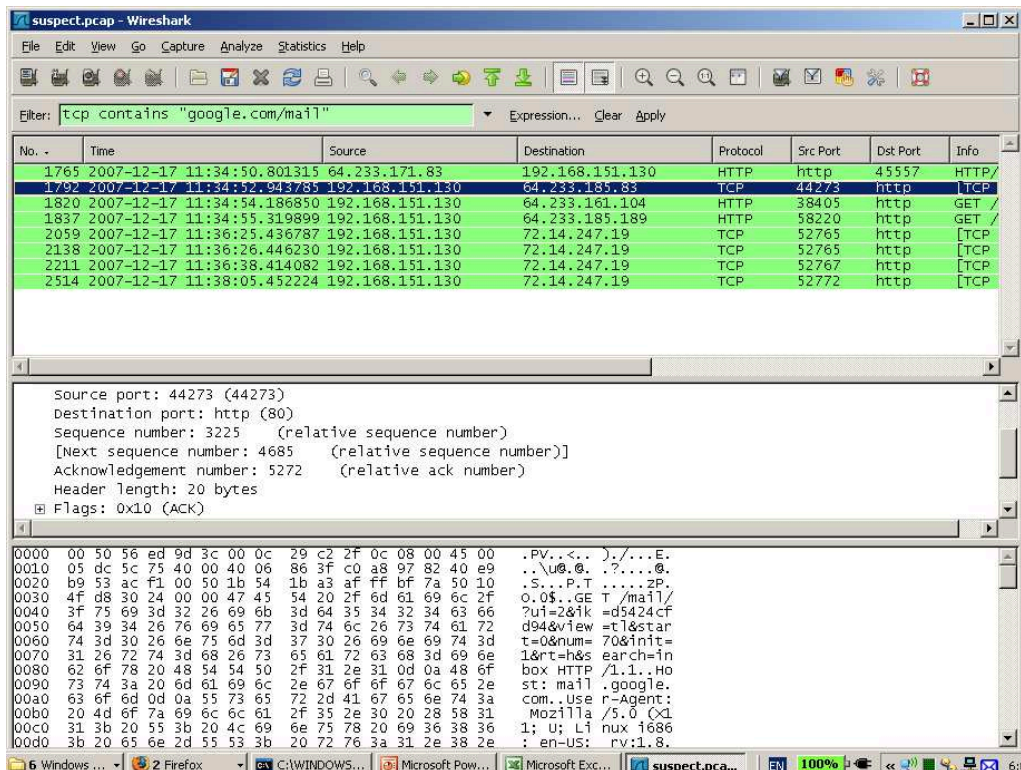 suspect.pcap - Wireshark
File Edit View Go Capture Analyze Statistics Help
Filter: tcp contains "google.com/mail" Expression... Clear Apply
No. - Time Source Destination Protocol Src Port Dst Port Info
1765 2007-12-17 11:34:50.801315 64.233.171.83 192.168.151.130 HTTP http 45557 HTTP/
1792 2007-12-17 11:34:52.943785 192.168.151.130 64.233.185.83 TCP 44273 http [TCP
1820 2007-12-17 11:34:54.186850 192.168.151.130 64.233.161.104 HTTP 38405 http GET /
1837 2007-12-17 11:34:55.319899 192.168.151.130 64.233.185.189 HTTP 58220 http GET /
2059 2007-12-17 11:36:25.436787 192.168.151.130 72.14.247.19 TCP 52765 http [TCP
2138 2007-12-17 11:36:26.446230 192.168.151.130 72.14.247.19 TCP 52765 http [TCP
2211 2007-12-17 11:36:38.414082 192.168.151.130 72.14.247.19 TCP 52767 http [TCP
2514 2007-12-17 11:38:05.452224 192.168.151.130 72.14.247.19 TCP 52772 http [TCP
Source port: 44273 (44273)
Destination port: http (80)
Sequence number: 3225 (relative sequence number)
[Next sequence number: 4685 (relative sequence number)]
Acknowledgement number: 5272 (relative ack number)
Header length: 20 bytes
Flags: 0x10 (ACK)
0000 00 50 56 ed 9d 3c 00 0c 29 c2 2f 0c 08 00 45 00 .PV..<.. )./...E.
0010 05 dc 5c 75 40 00 40 06 86 3f c0 a8 97 82 40 e9 ..\u@.@. .?....@.
0020 b9 53 ac f1 00 50 1b 54 1b a3 af ff bf 7a 50 10 .S...P.T .....zP.
0030 4f d8 30 24 00 00 47 45 54 20 2f 6d 61 69 6c 2f O.0$..GE T /mail/
0040 3f 75 69 3d 32 26 69 6b 3d 64 35 34 32 34 63 66 ?ui=2&ik =d5424cf
0050 64 39 34 26 76 69 65 77 3d 74 6c 26 73 74 61 72 d94&view =tl&star
0060 74 3d 30 26 6e 75 6d 3d 37 30 26 69 6e 69 74 3d t=0&num= 70&init=
0070 31 26 72 74 3d 68 26 73 65 61 72 63 68 3d 69 6e 1&rt=h&s earch=in
0080 62 6f 78 20 48 54 54 50 2f 31 2e 31 0d 0a 48 6f box HTTP /1.1..Ho
0090 73 74 3a 20 6d 61 69 6c 2e 67 6f 6f 67 6c 65 2e st: mail .google.
00a0 63 6f 6d 0d 0a 55 73 65 72 2d 41 67 65 6e 74 3a com..Use r-Agent:
00b0 20 4d 6f 7a 69 6c 6c 61 2f 35 2e 30 20 28 58 31 Mozilla /5.0 (X1
00c0 31 3b 20 55 3b 20 4c 69 6e 75 78 20 69 36 38 36 1; U; Li nux i686
00d0 3b 20 65 6e 2d 55 53 3b 20 72 76 3a 31 2e 38 2e ; en-US; rv:1.8.
6 Windows ... 2 Firefox C:\WINDOWS... Microsoft Pow... Microsoft Exc... suspect.pca... EN 100%